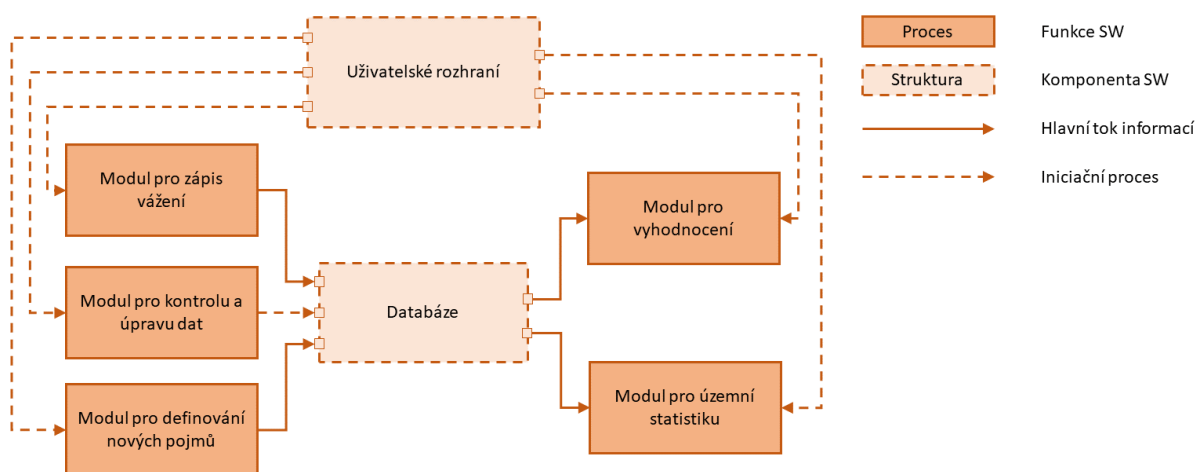 Uživatelské rozhraní
Proces
Funkce SW
Struktura
Komponenta SW
Hlavní tok informací
Iniciační proces
Modul pro zápis
vážení
Modul pro kontrolu a
úpravu dat
Modul pro definování
nových pojmů
Databáze
Modul pro
vyhodnocení
Modul pro územní
statistiku